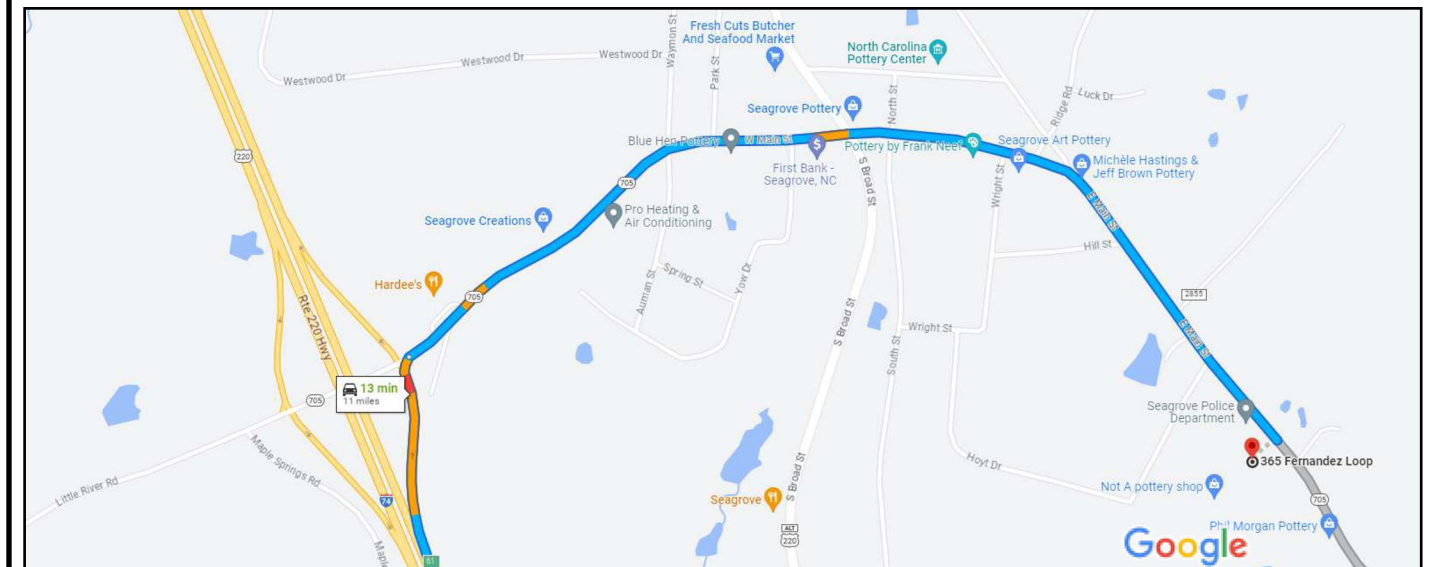 Fresh Cuts Butcher
And Seafood Market
North Carolina
Pottery Center
Westwood Dr
Westwood Dr
Westwood Dr
Waymon St
Park St
Luck Dr
Ridge Rd
North St
Seagrove Pottery
Blue Hen Pottery
W Main St
Pottery by Frank Neef
Seagrove Art Pottery
First Bank -
Seagrove, NC
Michèle Hastings &
Jeff Brown Pottery
220
705
S Broad St
Wright St
E Main St
Pro Heating &
Air Conditioning
Seagrove Creations
Hill St
Spring St
Yow Dr
Auman St
Hardee's
705
2855
Rte 220 Hwy
S Broad St
Wright St
South St
E Main St
13 min
11 miles
705
Seagrove Police
Department
Maple Springs Rd
365 Fernandez Loop
Hoyt Dr
Little River Rd
S Broad St
Not A pottery shop
74
Seagrove
705
Phil Morgan Pottery
ALT
220
Google
61